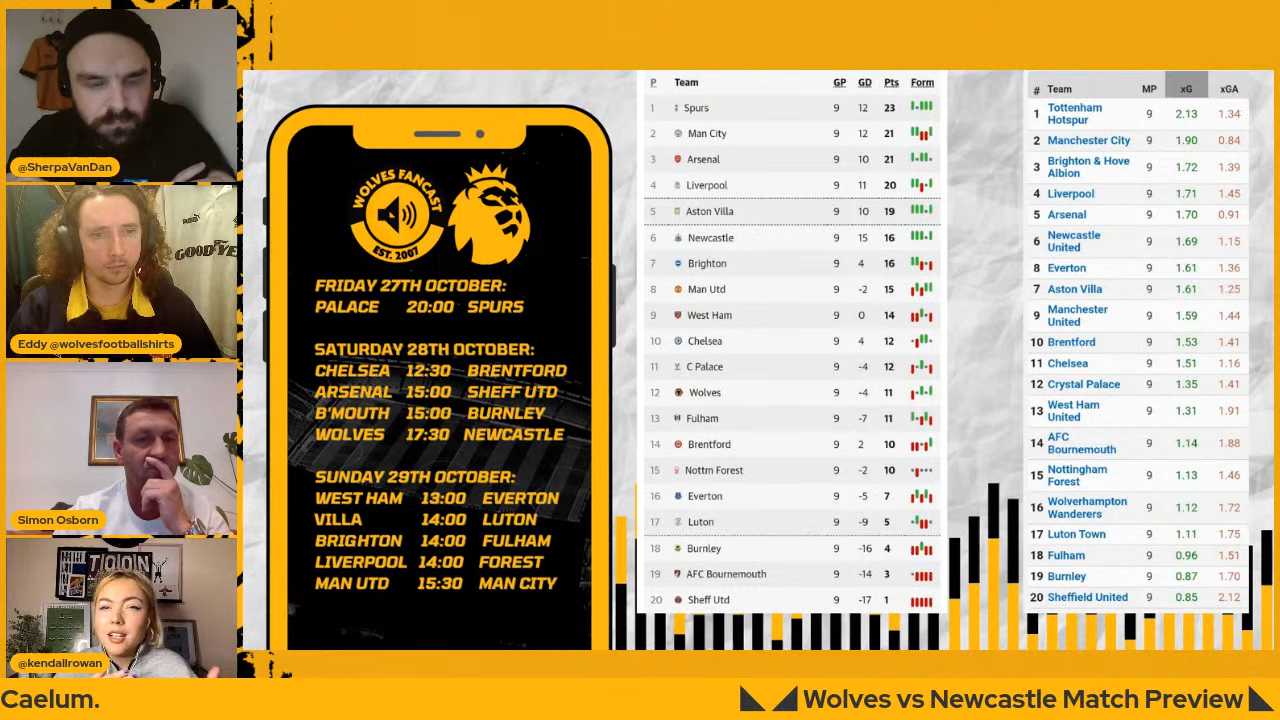 @SherpaVanDan
GOODYEAR
Eddy @wolvesfootballshirts
Simon Osborn
TOON
@kendallrowan
WOLVES FANCAST
EST. 2007
FRIDAY 27TH OCTOBER:
PALACE 20:00 SPURS
SATURDAY 28TH OCTOBER:
CHELSEA 12:30 BRENTFORD
ARSENAL 15:00 SHEFF UTD
B'MOUTH 15:00 BURNLEY
WOLVES 17:30 NEWCASTLE
SUNDAY 29TH OCTOBER:
WEST HAM 13:00 EVERTON
VILLA 14:00 LUTON
BRIGHTON 14:00 FULHAM
LIVERPOOL 14:00 FOREST
MAN UTD 15:30 MAN CITY
P Team GP GD Pts Form
1 Spurs 9 12 23
2 Man City 9 12 21
3 Arsenal 9 10 21
4 Liverpool 9 11 20
5 Aston Villa 9 10 19
6 Newcastle 9 15 16
7 Brighton 9 4 16
8 Man Utd 9 -2 15
9 West Ham 9 0 14
10 Chelsea 9 4 12
11 C Palace 9 -4 12
12 Wolves 9 -4 11
13 Fulham 9 -7 11
14 Brentford 9 2 10
15 Nottm Forest 9 -2 10
16 Everton 9 -5 7
17 Luton 9 -9 5
18 Burnley 9 -16 4
19 AFC Bournemouth 9 -14 3
20 Sheff Utd 9 -17 1
# Team MP xG xGA
1 Tottenham Hotspur 9 2.13 1.34
2 Manchester City 9 1.90 0.84
3 Brighton & Hove Albion 9 1.72 1.39
4 Liverpool 9 1.71 1.45
5 Arsenal 9 1.70 0.91
6 Newcastle United 9 1.69 1.15
8 Everton 9 1.61 1.36
7 Aston Villa 9 1.61 1.25
9 Manchester United 9 1.59 1.44
10 Brentford 9 1.53 1.41
11 Chelsea 9 1.51 1.16
12 Crystal Palace 9 1.35 1.41
13 West Ham United 9 1.31 1.91
14 AFC Bournemouth 9 1.14 1.88
15 Nottingham Forest 9 1.13 1.46
16 Wolverhampton Wanderers 9 1.12 1.72
17 Luton Town 9 1.11 1.75
18 Fulham 9 0.96 1.51
19 Burnley 9 0.87 1.70
20 Sheffield United 9 0.85 2.12
Caelum.
Wolves vs Newcastle Match Preview